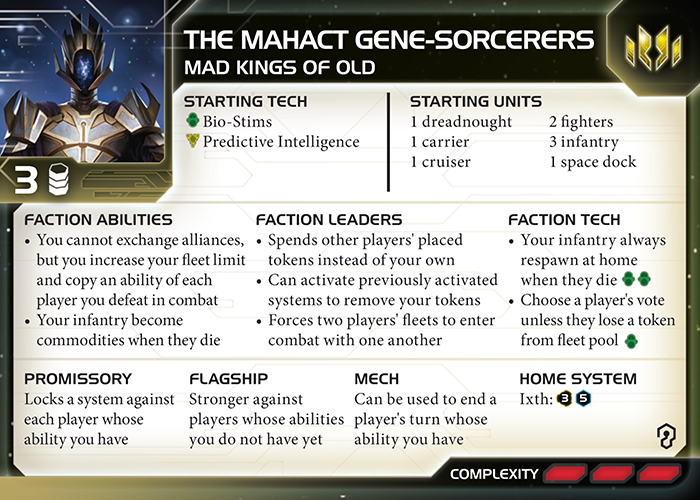 THE MAHACT GENE-SORCERERS
MAD KINGS OF OLD
3
STARTING TECH
Bio-Stims
Predictive Intelligence
STARTING UNITS
1 dreadnought 2 fighters
1 carrier 3 infantry
1 cruiser 1 space dock
FACTION ABILITIES
• You cannot exchange alliances,
but you increase your fleet limit
and copy an ability of each
player you defeat in combat
• Your infantry become
commodities when they die
FACTION LEADERS
• Spends other players' placed
tokens instead of your own
• Can activate previously activated
systems to remove your tokens
• Forces two players' fleets to enter
combat with one another
FACTION TECH
• Your infantry always
respawn at home
when they die
• Choose a player's vote
unless they lose a token
from fleet pool
PROMISSORY
Locks a system against
each player whose
ability you have
FLAGSHIP
Stronger against
players whose abilities
you do not have yet
MECH
Can be used to end a
player's turn whose
ability you have
HOME SYSTEM
Ixth: 3 5
COMPLEXITY